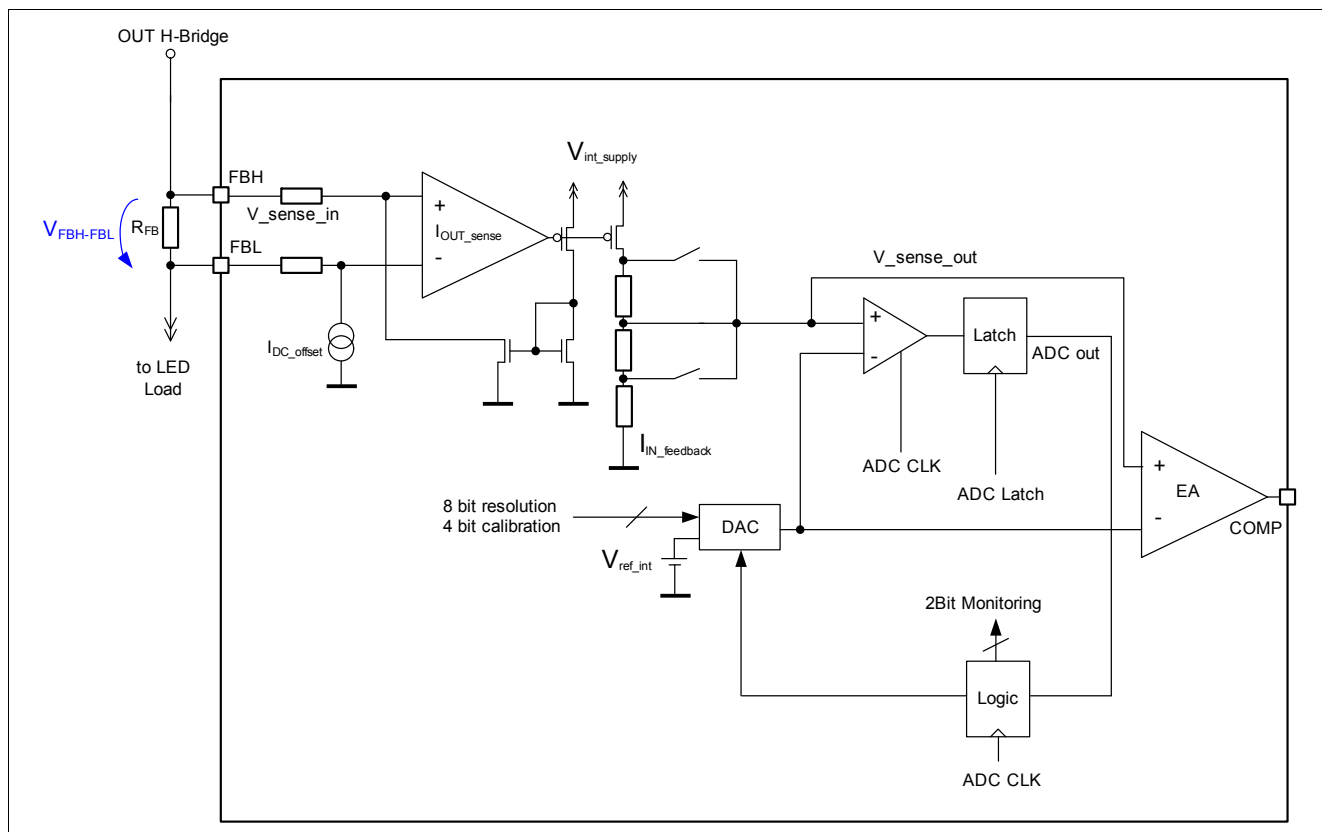 OUT H-Bridge
FBH
V_sense_in
V_FBH-FBL
R_FB
FBL
to LED
Load
I_DC_offset
+
I_OUT_sense
-
V_int_supply
I_IN_feedback
V_sense_out
+
-
Latch
ADC out
ADC CLK
ADC Latch
+
EA
-
COMP
8 bit resolution
4 bit calibration
DAC
V_ref_int
2Bit Monitoring
Logic
ADC CLK